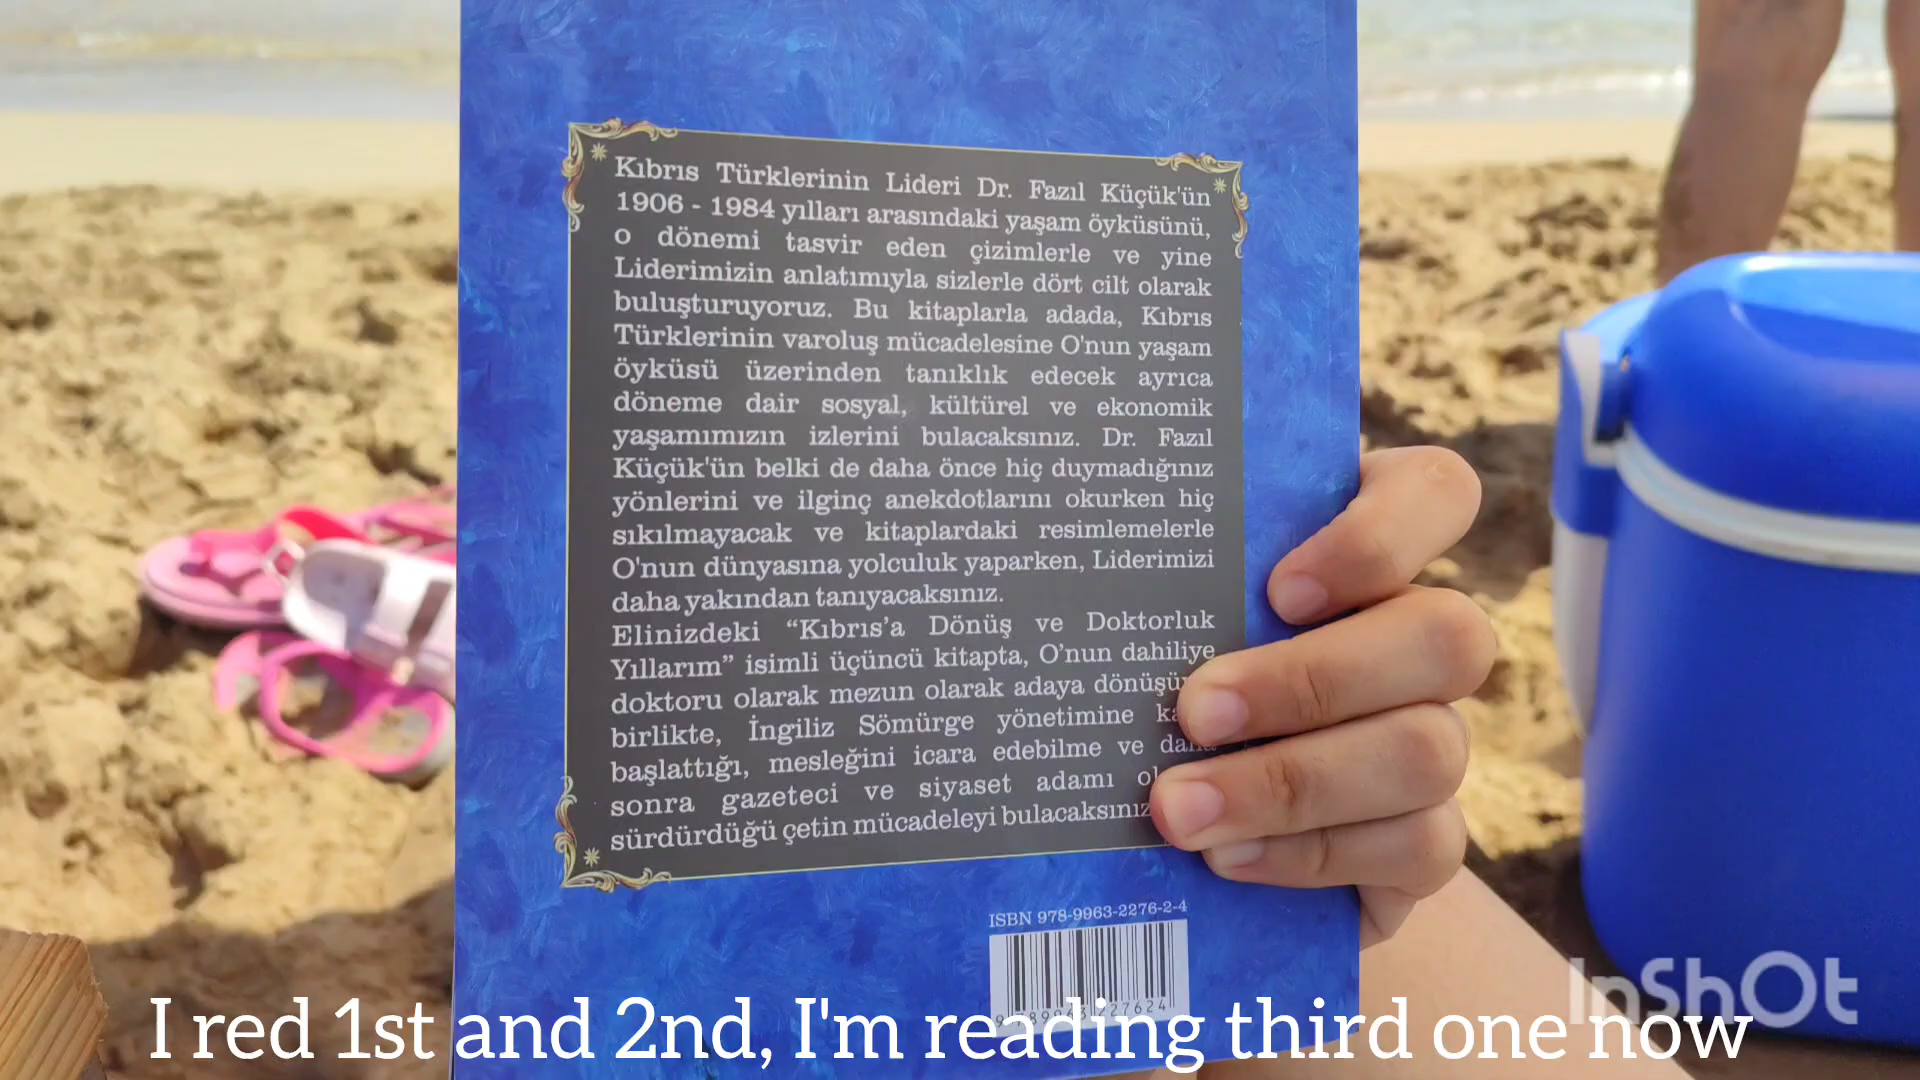 Kıbrıs Türklerinin Lideri Dr. Fazıl Küçük'ün
1906 - 1984 yılları arasındaki yaşam öyküsünü,
o dönemi tasvir eden çizimlerle ve yine
Liderimizin anlatımıyla sizlerle dört cilt olarak
buluşturuyoruz. Bu kitaplarla adada, Kıbrıs
Türklerinin varoluş mücadelesine O'nun yaşam
öyküsü üzerinden tanıklık edecek ayrıca
döneme dair sosyal, kültürel ve ekonomik
yaşamımızın izlerini bulacaksınız. Dr. Fazıl
Küçük'ün belki de daha önce hiç duymadığınız
yönlerini ve ilginç anekdotlarını okurken hiç
sıkılmayacak ve kitaplardaki resimlemelerle
O'nun dünyasına yolculuk yaparken, Liderimizi
daha yakından tanıyacaksınız.
Elinizdeki “Kıbrıs’a Dönüş ve Doktorluk
Yıllarım” isimli üçüncü kitapta, O’nun dahiliye
doktoru olarak mezun olarak adaya
birlikte, İngiliz Sömürge yönetimine
başlattığı, mesleğini icara edebilme ve daha
sonra gazeteci ve siyaset adamı
sürdürdüğü çetin mücadeleyi bulacaksınız
ISBN 978-9963-2276-2-4
InShOt
I red 1st and 2nd, I'm reading third one now